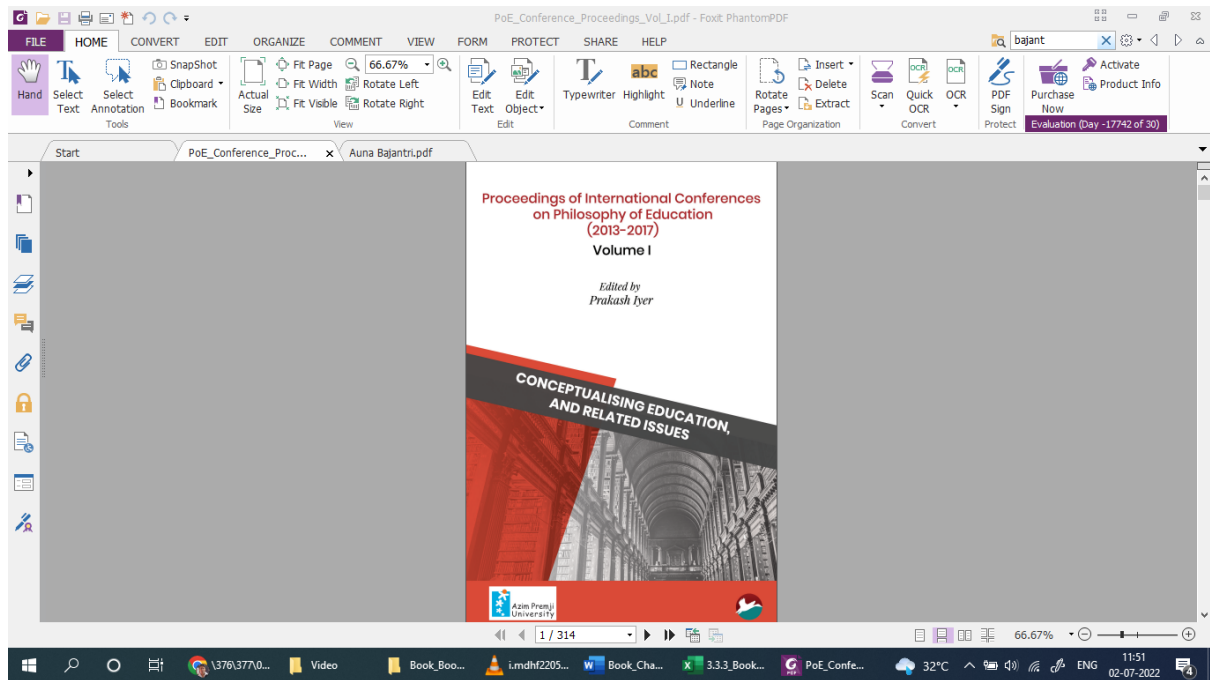 PoE_Conference_Proceedings_Vol_I.pdf - Foxit PhantomPDF
FILE HOME CONVERT EDIT ORGANIZE COMMENT VIEW FORM PROTECT SHARE HELP bajant
Hand
Select Text
Select Annotation
SnapShot
Clipboard
Bookmark
Tools
Actual Size
Fit Page
Fit Width
Fit Visible
66.67%
Rotate Left
Rotate Right
View
Edit Text
Edit Object
Edit
Typewriter
abc
Highlight
Rectangle
Note
U Underline
Comment
Rotate Pages
Insert
Delete
Extract
Page Organization
Scan
OCR
Quick OCR
OCR
OCR
Convert
PDF Sign
Protect
Purchase Now
Activate
Product Info
Evaluation (Day -17742 of 30)
Start
PoE_Conference_Proc... x
Auna Bajantri.pdf
Proceedings of International Conferences
on Philosophy of Education
(2013-2017)
Volume I
Edited by
Prakash Iyer
CONCEPTUALISING EDUCATION,
AND RELATED ISSUES
Azim Premji
University
1 / 314
66.67%
\376\377\0...
Video
Book_Boo...
i.mdhf2205...
Book_Cha...
3.3.3_Book...
PoE_Confe...
32°C
ENG
11:51
02-07-2022
4